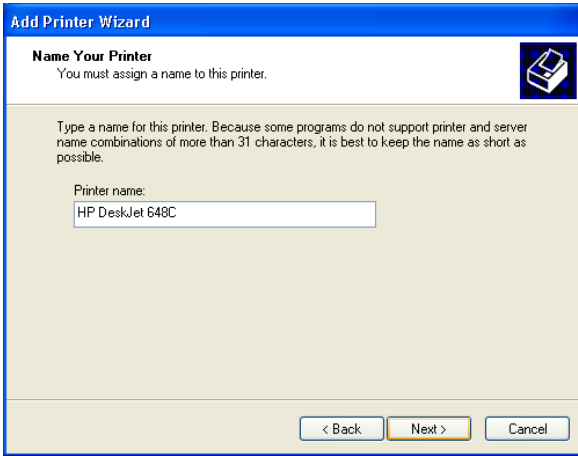 Add Printer Wizard
Name Your Printer
You must assign a name to this printer.
Type a name for this printer. Because some programs do not support printer and server
name combinations of more than 31 characters, it is best to keep the name as short as
possible.
Printer name:
HP DeskJet 648C
< Back Next > Cancel